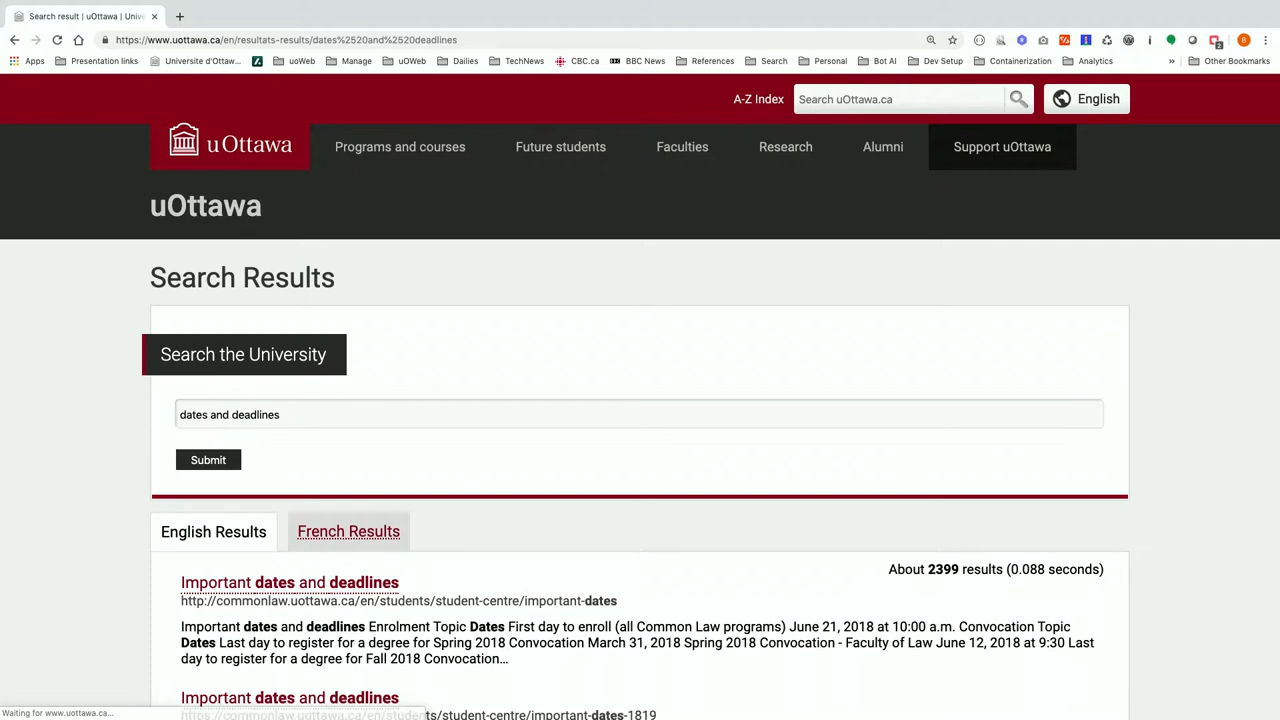 Search result | uOttawa | Unive
https://www.uottawa.ca/en/resultats-results/dates%2520and%2520deadlines
Apps Presentation links Universite d'Ottaw... uoWeb Manage uOWeb Dailies TechNews CBC.ca BBC News References Search Personal Bot AI Dev Setup Containerization Analytics » Other Bookmarks
A-Z Index Search uOttawa.ca English
uOttawa Programs and courses Future students Faculties Research Alumni Support uOttawa
uOttawa
Search Results
Search the University
dates and deadlines
Submit
English Results French Results
About 2399 results (0.088 seconds)
Important dates and deadlines
http://commonlaw.uottawa.ca/en/students/student-centre/important-dates
Important dates and deadlines Enrolment Topic Dates First day to enroll (all Common Law programs) June 21, 2018 at 10:00 a.m. Convocation Topic
Dates Last day to register for a degree for Spring 2018 Convocation March 31, 2018 Spring 2018 Convocation - Faculty of Law June 12, 2018 at 9:30 Last
day to register for a degree for Fall 2018 Convocation…
Important dates and deadlines
https://commonlaw.uottawa.ca/en/students/student-centre/important-dates-1819
Waiting for www.uottawa.ca...